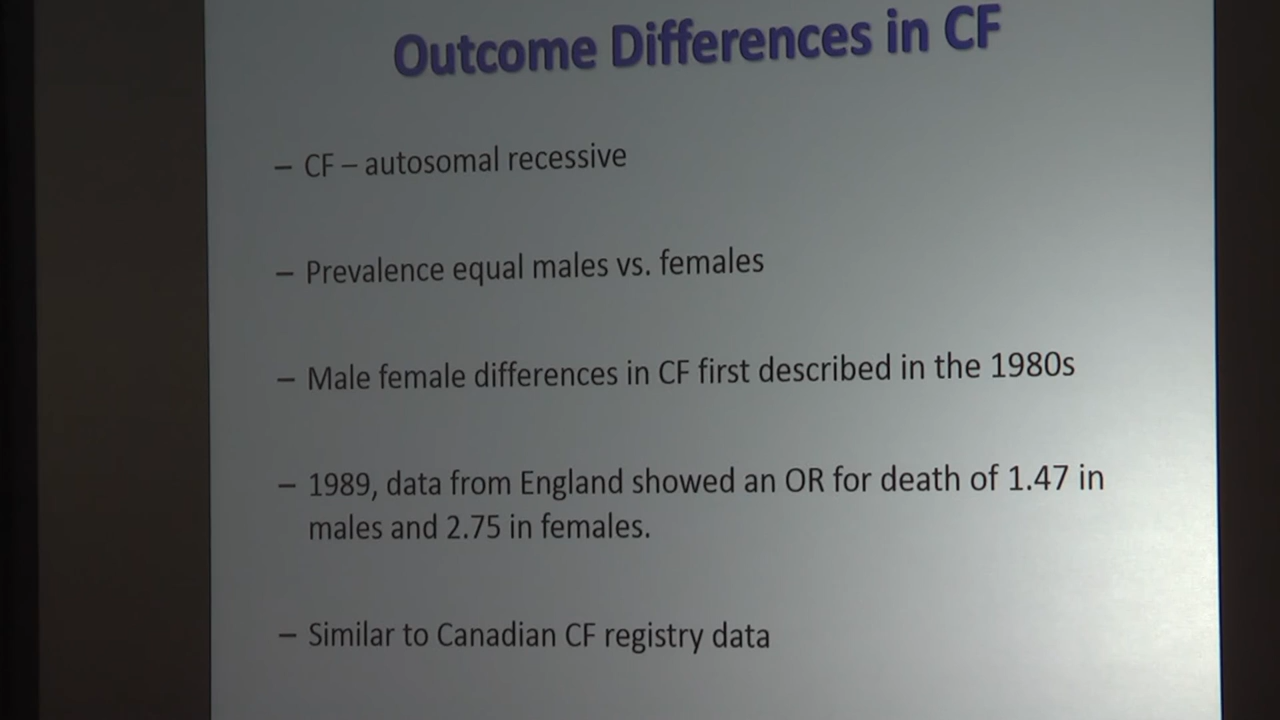 Outcome Differences in CF
– CF – autosomal recessive
– Prevalence equal males vs. females
– Male female differences in CF first described in the 1980s
– 1989, data from England showed an OR for death of 1.47 in
males and 2.75 in females.
– Similar to Canadian CF registry data